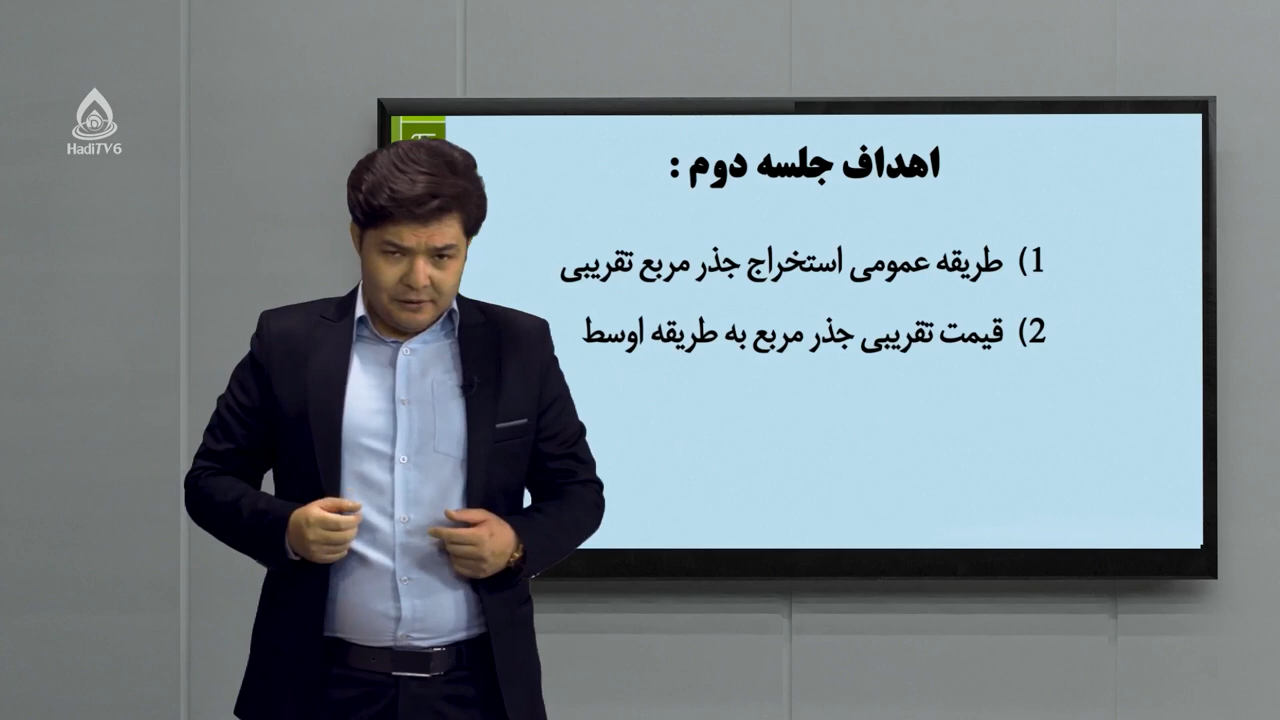 HadiTV6
اهداف جلسه دوم :
1) طریقه عمومی استخراج جذر مربع تقریبی
2) قیمت تقریبی جذر مربع به طریقه اوسط